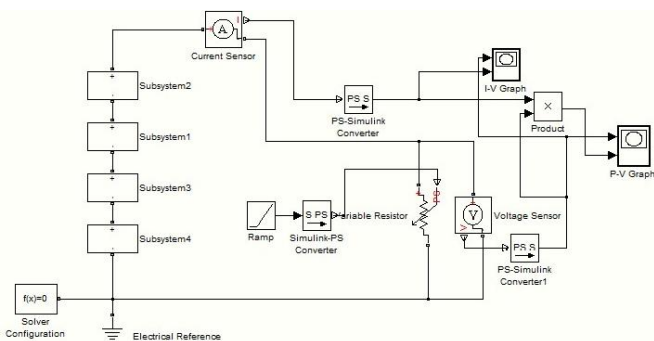 A
I
Current Sensor
+
-
Subsystem2
+
-
Subsystem1
+
-
Subsystem3
+
-
Subsystem4
f(x)=0
Solver
Configuration
Electrical Reference
PS S
PS-Simulink
Converter
I-V Graph
×
Product
P-V Graph
Ramp
S PS
Simulink-PS
Converter
Variable Resistor
+
PS
V
+
V
Voltage Sensor
PS S
PS-Simulink
Converter1